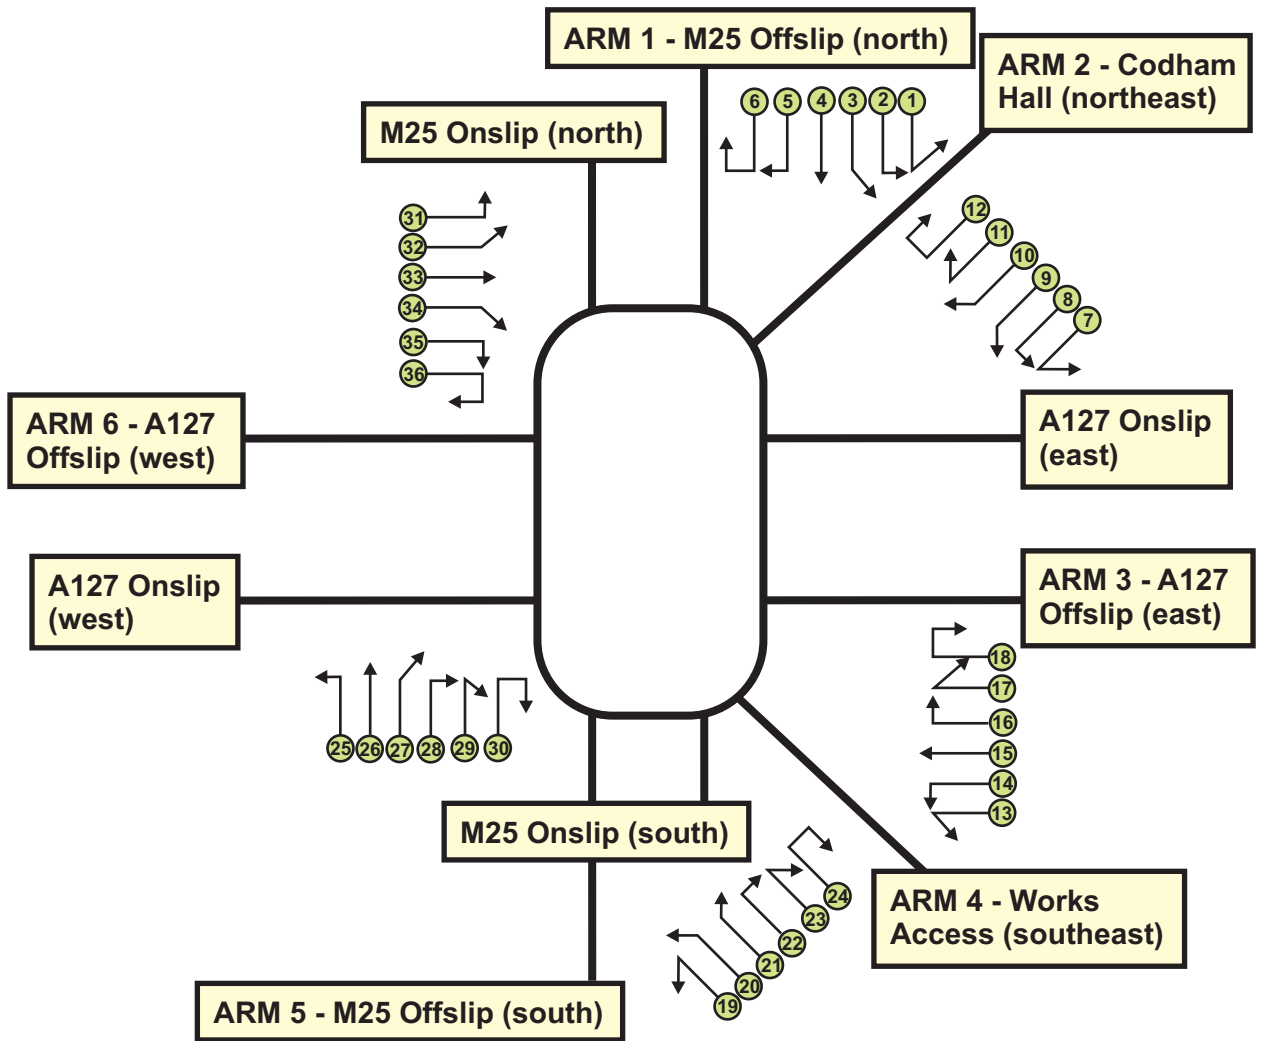 ARM 1 - M25 Offslip (north)
ARM 2 - Codham
Hall (northeast)
M25 Onslip (north)
6 5 4 3 2 1
12
11
10
9
8
7
31
32
33
34
35
36
ARM 6 - A127
Offslip (west)
A127 Onslip
(east)
A127 Onslip
(west)
ARM 3 - A127
Offslip (east)
18
17
16
15
14
13
25 26 27 28 29 30
M25 Onslip (south)
24
23
22
21
20
19
ARM 4 - Works
Access (southeast)
ARM 5 - M25 Offslip (south)